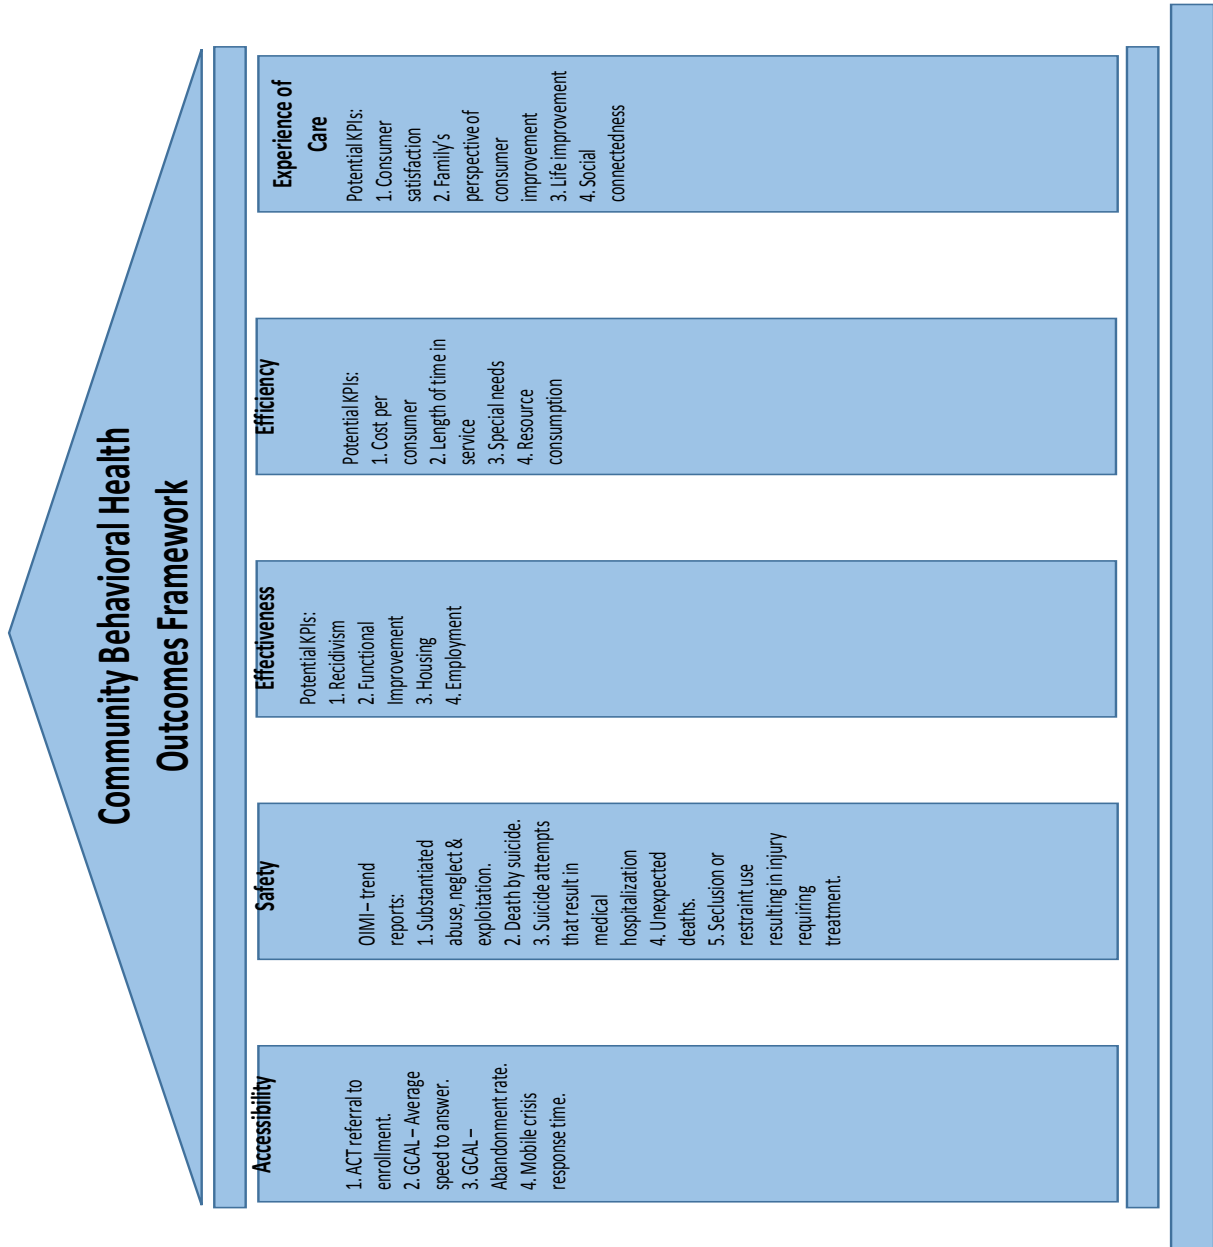 Community Behavioral Health
Outcomes Framework
Accessibility
1. ACT referral to
enrollment.
2. GCAL – Average
speed to answer.
3. GCAL –
Abandonment rate.
4. Mobile crisis
response time.
Safety
OIMI – trend
reports:
1. Substantiated
abuse, neglect &
exploitation.
2. Death by suicide.
3. Suicide attempts
that result in
medical
hospitalization
4. Unexpected
deaths.
5. Seclusion or
restraint use
resulting in injury
requiring
treatment.
Effectiveness
Potential KPIs:
1. Recidivism
2. Functional
Improvement
3. Housing
4. Employment
Efficiency
Potential KPIs:
1. Cost per
consumer
2. Length of time in
service
3. Special needs
4. Resource
consumption
Experience of
Care
Potential KPIs:
1. Consumer
satisfaction
2. Family's
perspective of
consumer
improvement
3. Life improvement
4. Social
connectedness